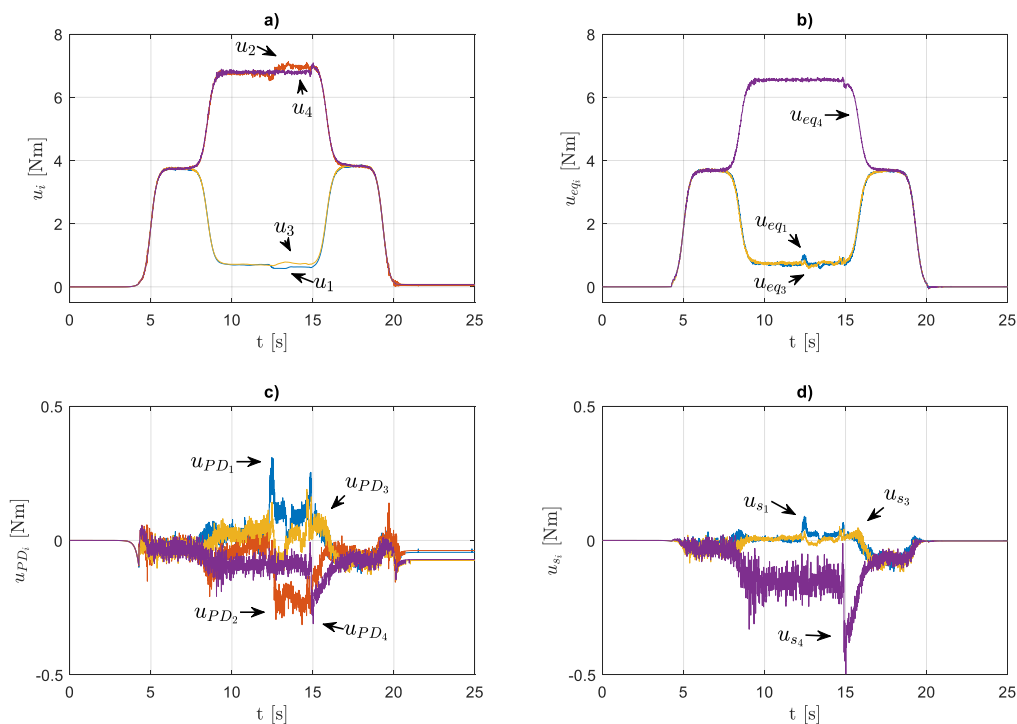 a)
8
6
4
2
0
u_i [Nm]
u_2
u_4
u_3
u_1
0 5 10 15 20 25
t [s]
b)
8
6
4
2
0
u_{eq_i} [Nm]
u_{eq_4}
u_{eq_1}
u_{eq_3}
0 5 10 15 20 25
t [s]
c)
0.5
0
-0.5
u_{PD_i} [Nm]
u_{PD_1}
u_{PD_3}
u_{PD_2}
u_{PD_4}
0 5 10 15 20 25
t [s]
d)
0.5
0
-0.5
u_{s_i} [Nm]
u_{s_1}
u_{s_3}
u_{s_4}
0 5 10 15 20 25
t [s]